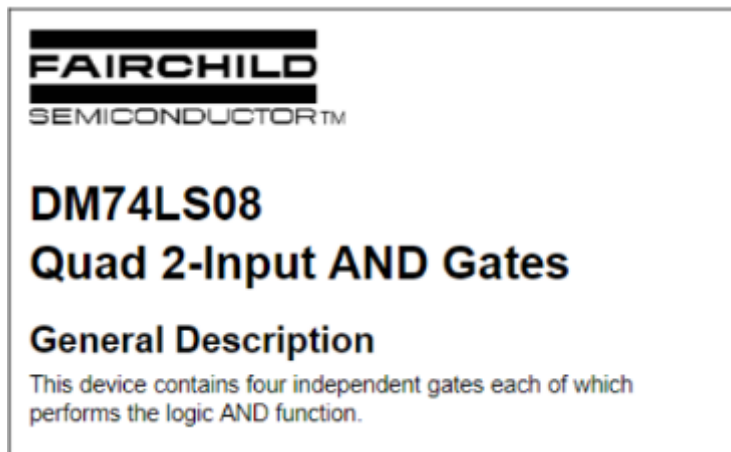 FAIRCHILD
SEMICONDUCTOR™
DM74LS08
Quad 2-Input AND Gates
General Description
This device contains four independent gates each of which
performs the logic AND function.